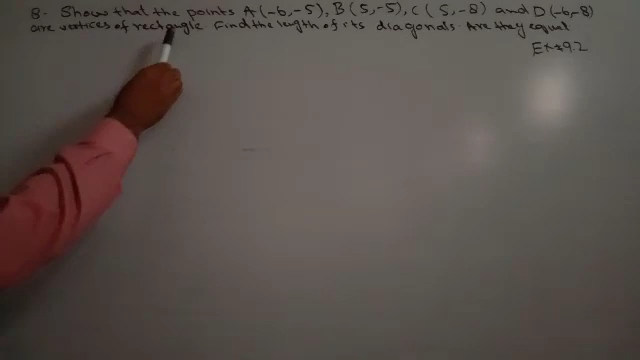 8. Show that the points A(-6,-5), B(5,-5), C(5,-8) and D(-6,-8)
are vertices of rectangle Find the length of its diagonals. Are they equal
Ex#9.2